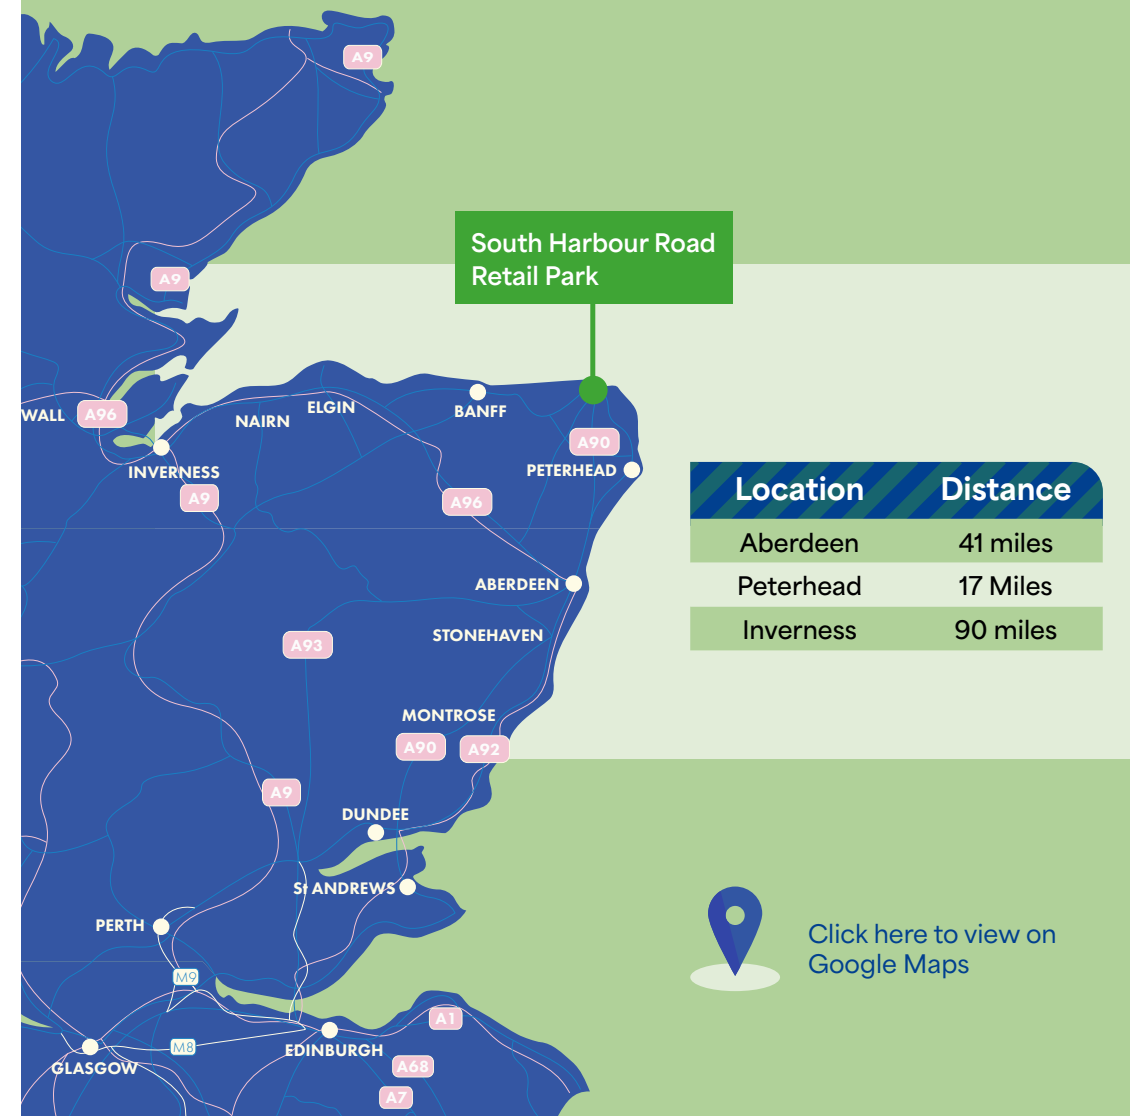 A9
South Harbour Road
Retail Park
A9
WALL
A96
NAIRN
ELGIN
BANFF
A90
INVERNESS
PETERHEAD
A9
A96
Location Distance
Aberdeen 41 miles
Peterhead 17 Miles
Inverness 90 miles
ABERDEEN
STONEHAVEN
A93
MONTROSE
A90
A92
A9
DUNDEE
St ANDREWS
PERTH
Click here to view on
Google Maps
M9
A1
M8
EDINBURGH
GLASGOW
A68
A7